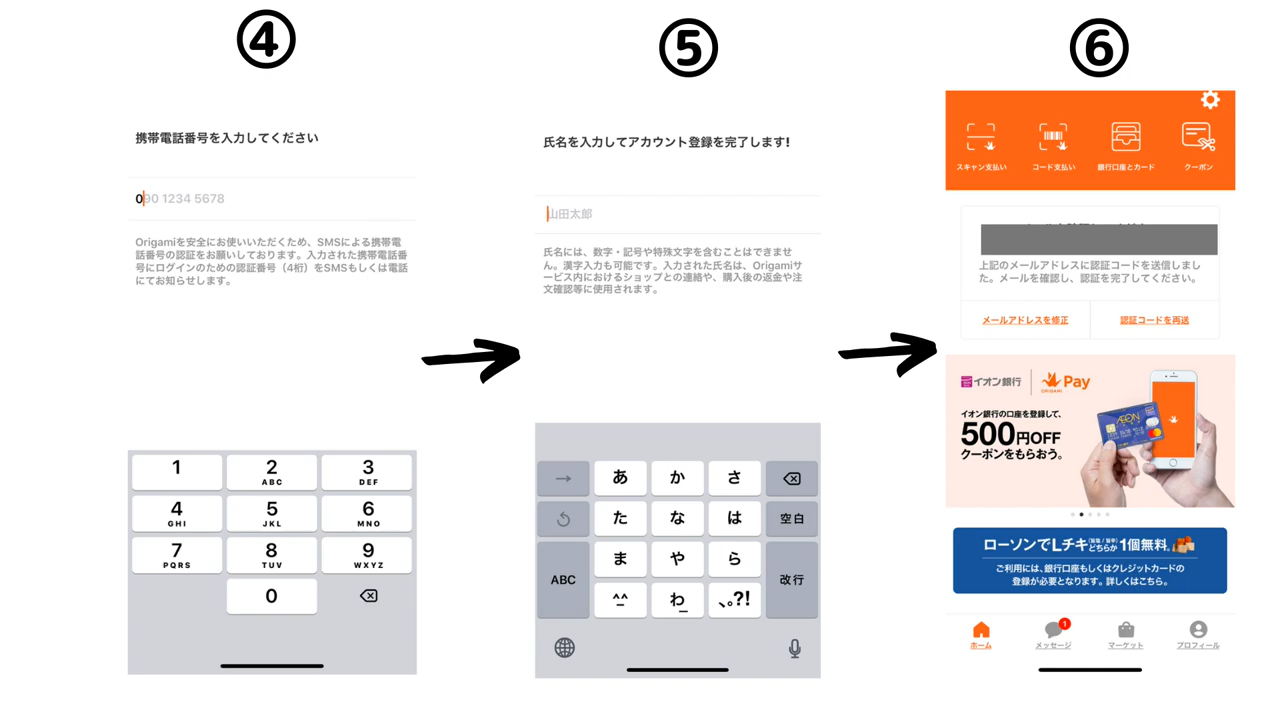 ④
携帯電話番号を入力してください
090 1234 5678
Origamiを安全にお使いいただくため、SMSによる携帯電
話番号の認証をお願いしております。入力された携帯電話番
号にログインのための認証番号（4桁）をSMSもしくは電話
にてお知らせします。
1
2
ABC
3
DEF
4
GHI
5
JKL
6
MNO
7
PQRS
8
TUV
9
WXYZ
0
⑤
氏名を入力してアカウント登録を完了します!
山田太郎
氏名には、数字・記号や特殊文字を含むことはできませ
ん。漢字入力も可能です。入力された氏名は、Origamiサ
ービス内におけるショップとの連絡や、購入後の返金や注
文確認等に使用されます。
→
あ
か
さ
た
な
は
空白
ABC
ま
や
ら
改行
^^
わ
、。?!
⑥
スキャン支払い
コード支払い
銀行口座とカード
クーポン
上記のメールアドレスに認証コードを送信しまし
た。メールを確認し、認証を完了してください。
メールアドレスを修正
認証コードを再送
イオン銀行
ORIGAMI Pay
イオン銀行の口座を登録して、
500円OFF
クーポンをもらおう。
AEON
ローソンでLチキ(旨塩/旨辛)どちらか1個無料。
ご利用には、銀行口座もしくはクレジットカードの
登録が必要となります。詳しくはこちら。
1
ホーム
メッセージ
マーケット
プロフィール